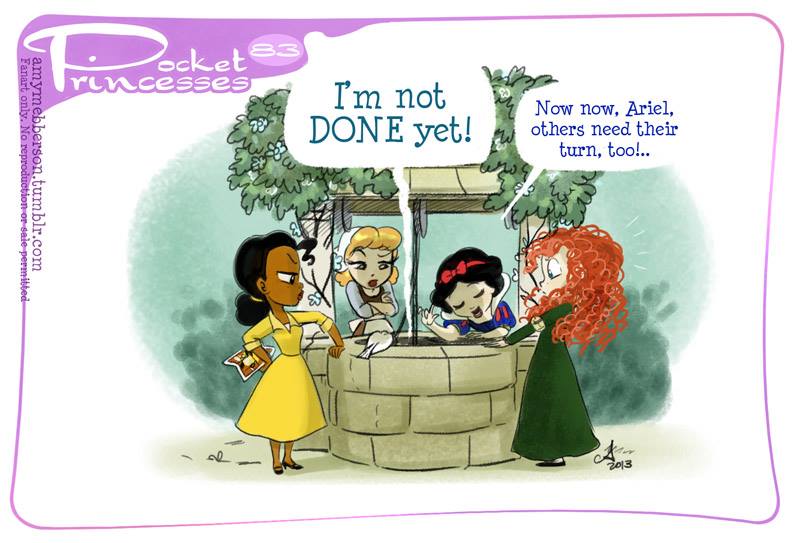 Pocket
Princesses
83
I'm not
DONE yet!
Now now, Ariel,
others need their
turn, too!..
amymebberson.tumblr.com
Fanart only. No reproduction or sale permitted
2013